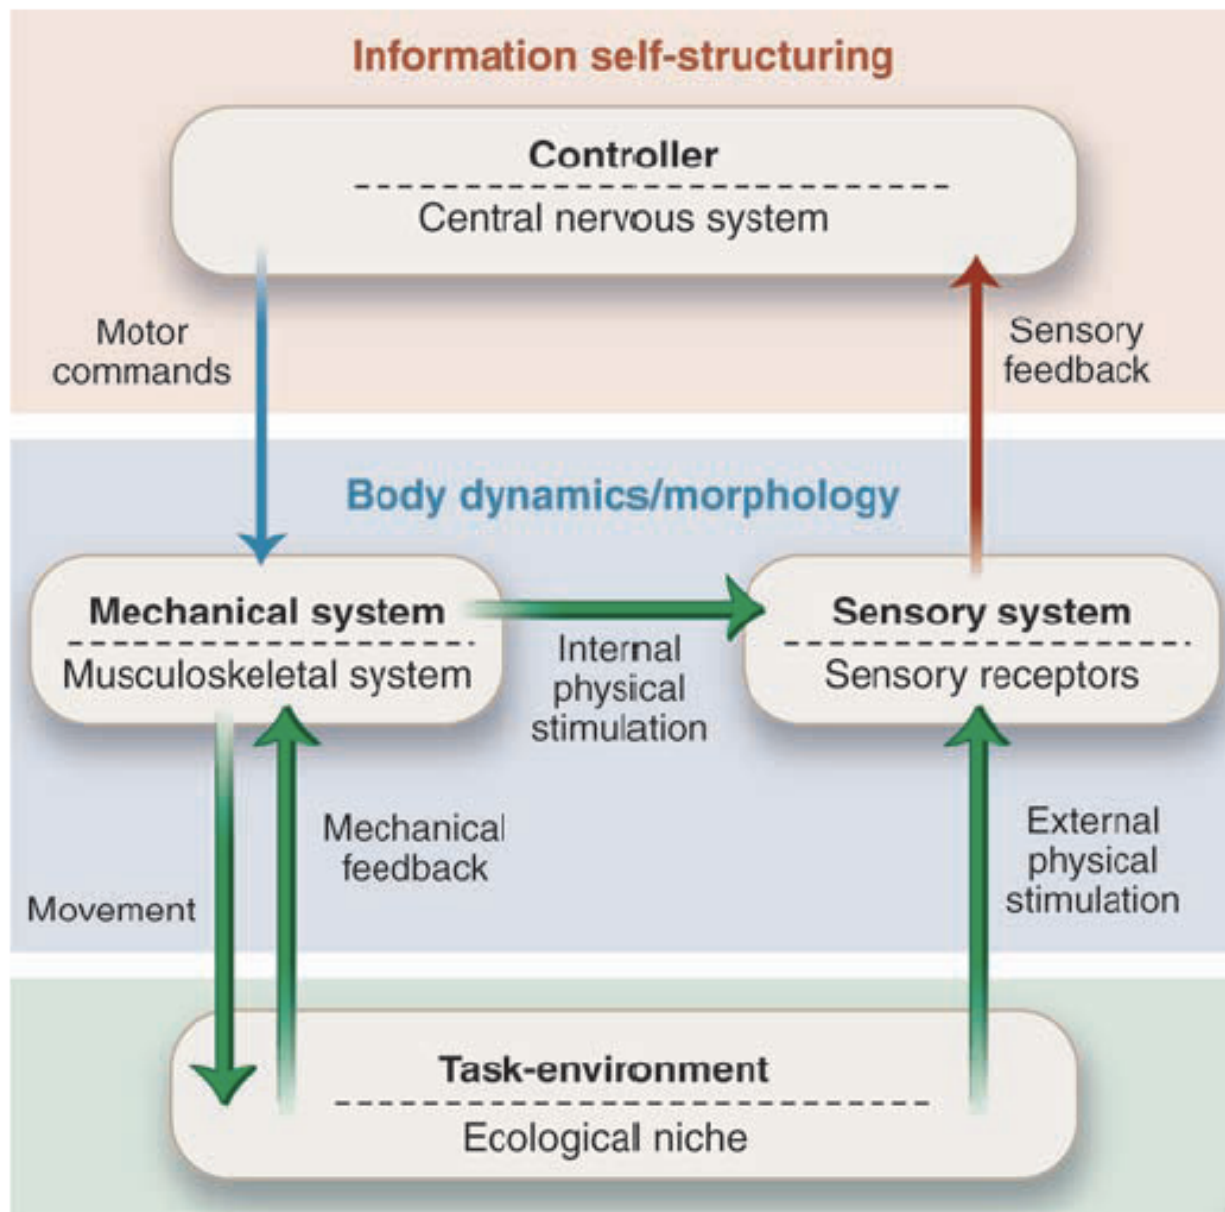 Information self-structuring
Controller
Central nervous system
Motor
commands
Sensory
feedback
Body dynamics/morphology
Mechanical system
Musculoskeletal system
Internal
physical
stimulation
Sensory system
Sensory receptors
Mechanical
feedback
Movement
External
physical
stimulation
Task-environment
Ecological niche